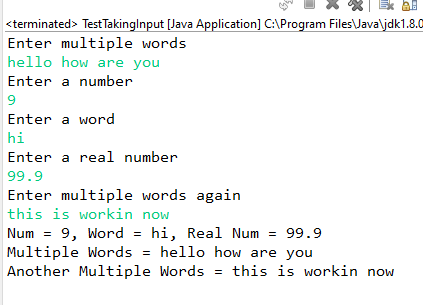 <terminated> TestTakingInput [Java Application] C:\Program Files\Java\jdk1.8.0
Enter multiple words
hello how are you
Enter a number
9
Enter a word
hi
Enter a real number
99.9
Enter multiple words again
this is workin now
Num = 9, Word = hi, Real Num = 99.9
Multiple Words = hello how are you
Another Multiple Words = this is workin now